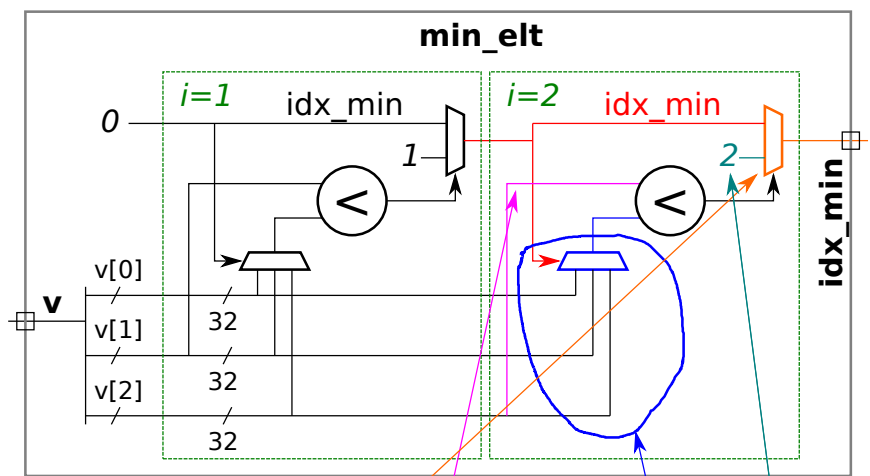 min_elt
i=1
idx_min
i=2
idx_min
0
1
2
<
<
idx_min
v
v[0]
32
v[1]
32
v[2]
32